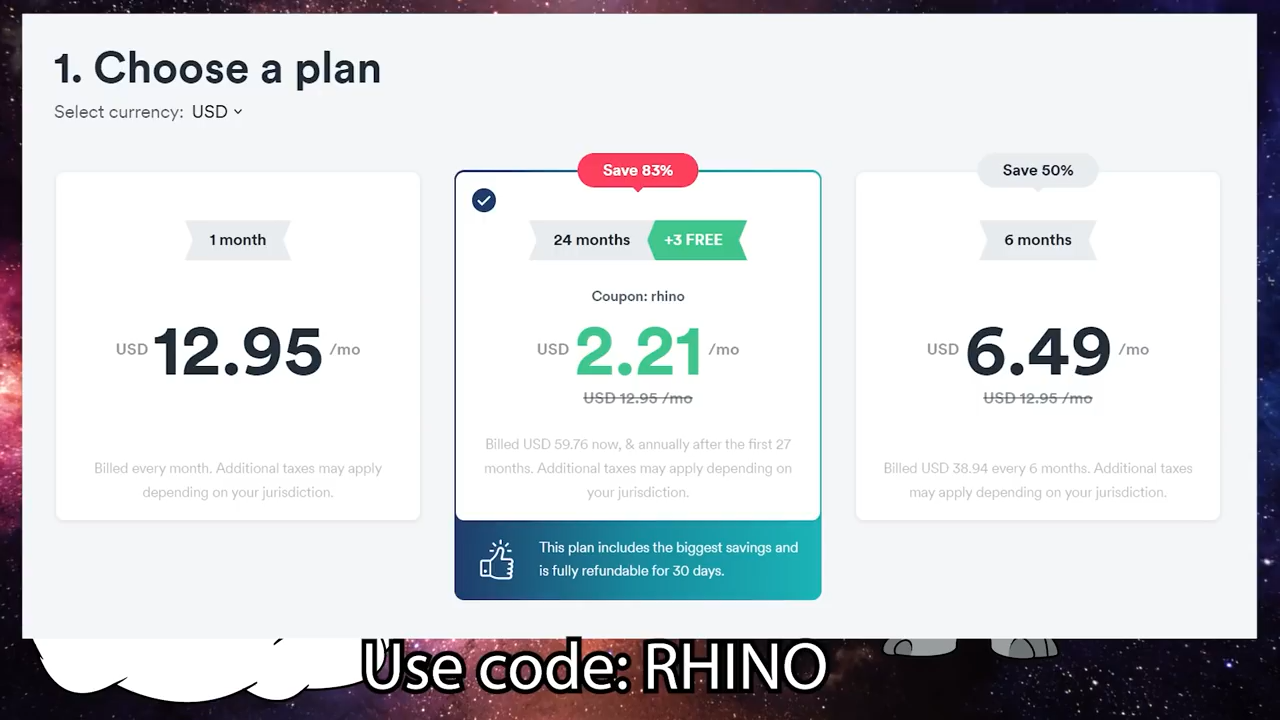 1. Choose a plan
Select currency: USD
1 month
USD 12.95 /mo
Billed every month. Additional taxes may apply
depending on your jurisdiction.
Save 83%
24 months +3 FREE
Coupon: rhino
USD 2.21 /mo
USD 12.95 /mo
Billed USD 59.76 now, & annually after the first 27
months. Additional taxes may apply depending on
your jurisdiction.
This plan includes the biggest savings and
is fully refundable for 30 days.
Save 50%
6 months
USD 6.49 /mo
USD 12.95 /mo
Billed USD 38.94 every 6 months. Additional taxes
may apply depending on your jurisdiction.
Use code: RHINO